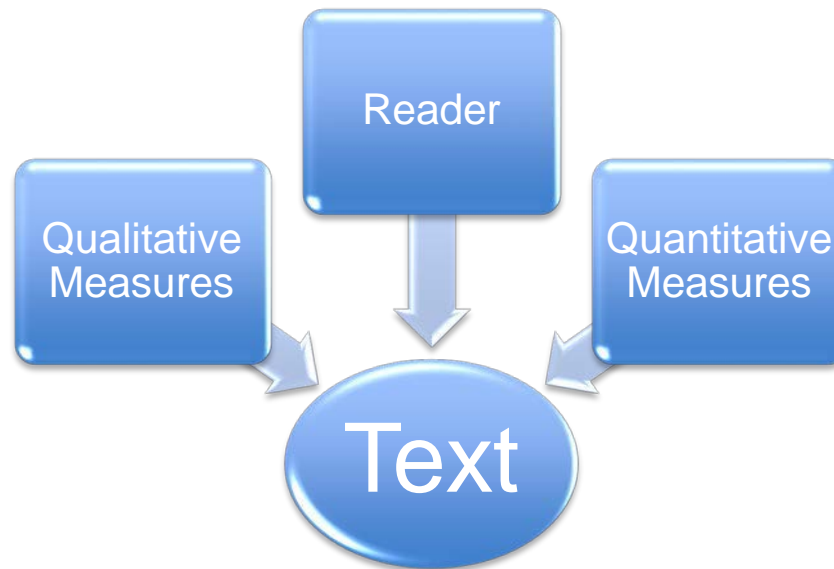 Reader
Qualitative
Measures
Quantitative
Measures
Text